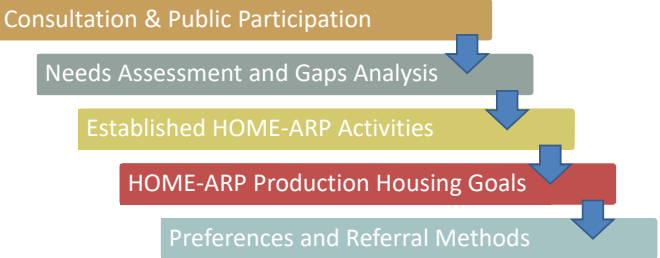 Consultation & Public Participation
Needs Assessment and Gaps Analysis
Established HOME-ARP Activities
HOME-ARP Production Housing Goals
Preferences and Referral Methods